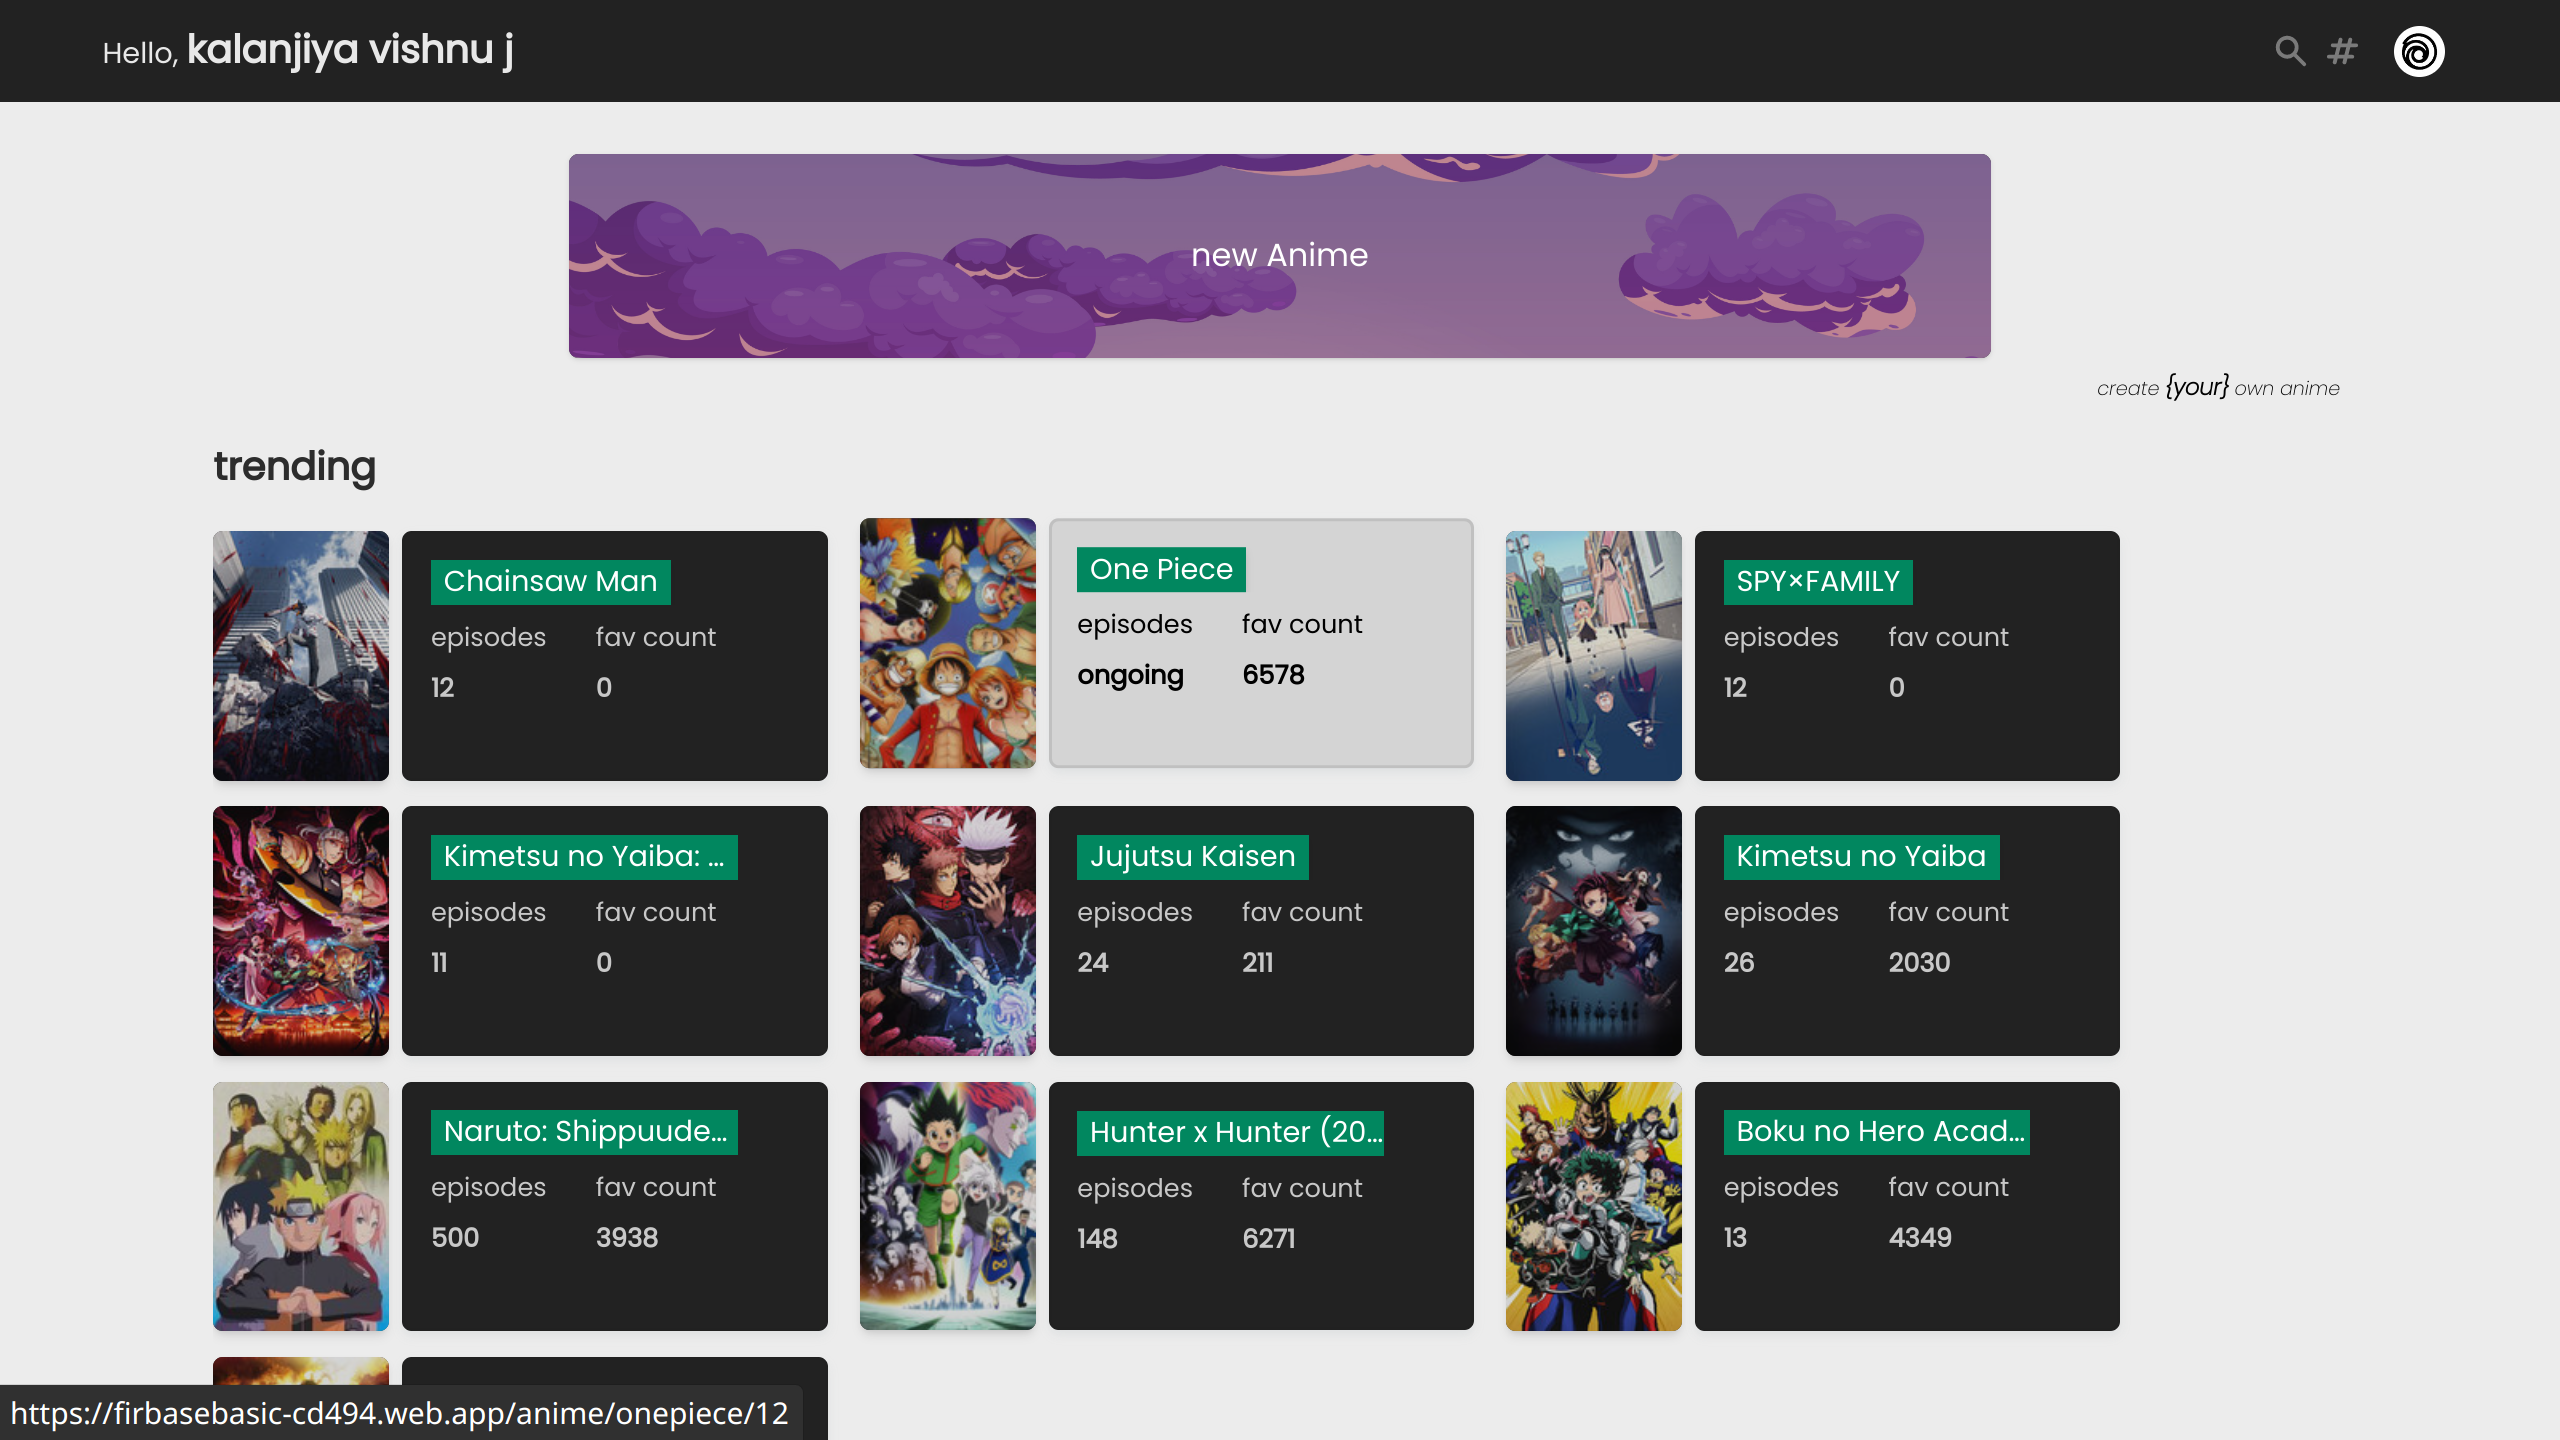 Hello, kalanjiya vishnu j
#
new Anime
create {your} own anime
trending
Chainsaw Man
episodes fav count
12 0
One Piece
episodes fav count
ongoing 6578
SPY×FAMILY
episodes fav count
12 0
Kimetsu no Yaiba: ...
episodes fav count
11 0
Jujutsu Kaisen
episodes fav count
24 211
Kimetsu no Yaiba
episodes fav count
26 2030
Naruto: Shippuude...
episodes fav count
500 3938
Hunter x Hunter (20...
episodes fav count
148 6271
Boku no Hero Acad...
episodes fav count
13 4349
https://firbasebasic-cd494.web.app/anime/onepiece/12